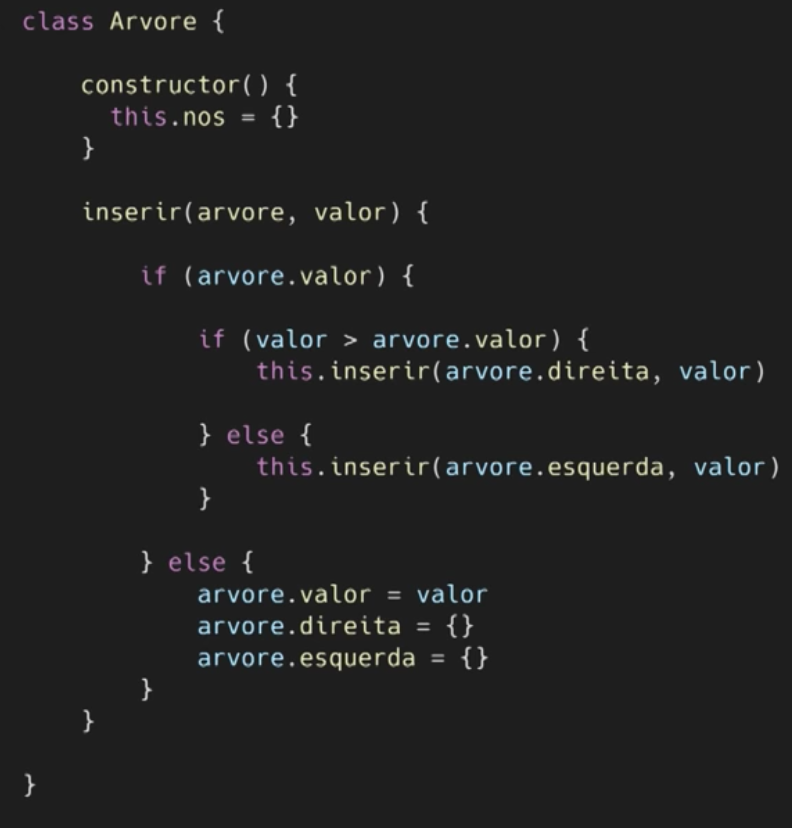 class Arvore {
constructor() {
this.nos = {}
}
inserir(arvore, valor) {
if (arvore.valor) {
if (valor > arvore.valor) {
this.inserir(arvore.direita, valor)
} else {
this.inserir(arvore.esquerda, valor)
}
} else {
arvore.valor = valor
arvore.direita = {}
arvore.esquerda = {}
}
}
}